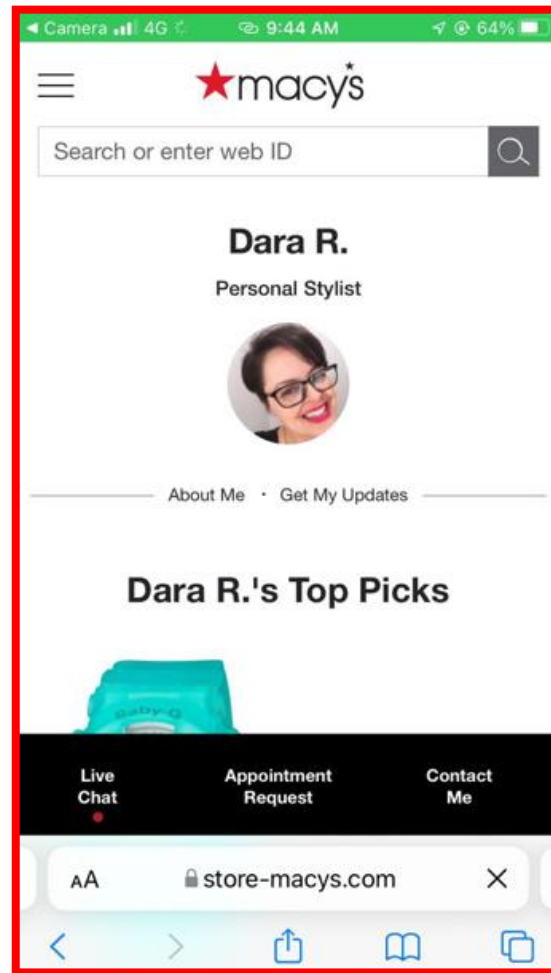 Camera 4G 9:44 AM 64%
macy's
Search or enter web ID
Dara R.
Personal Stylist
About Me · Get My Updates
Dara R.'s Top Picks
Baby-G
Live Chat
Appointment Request
Contact Me
AA store-macys.com